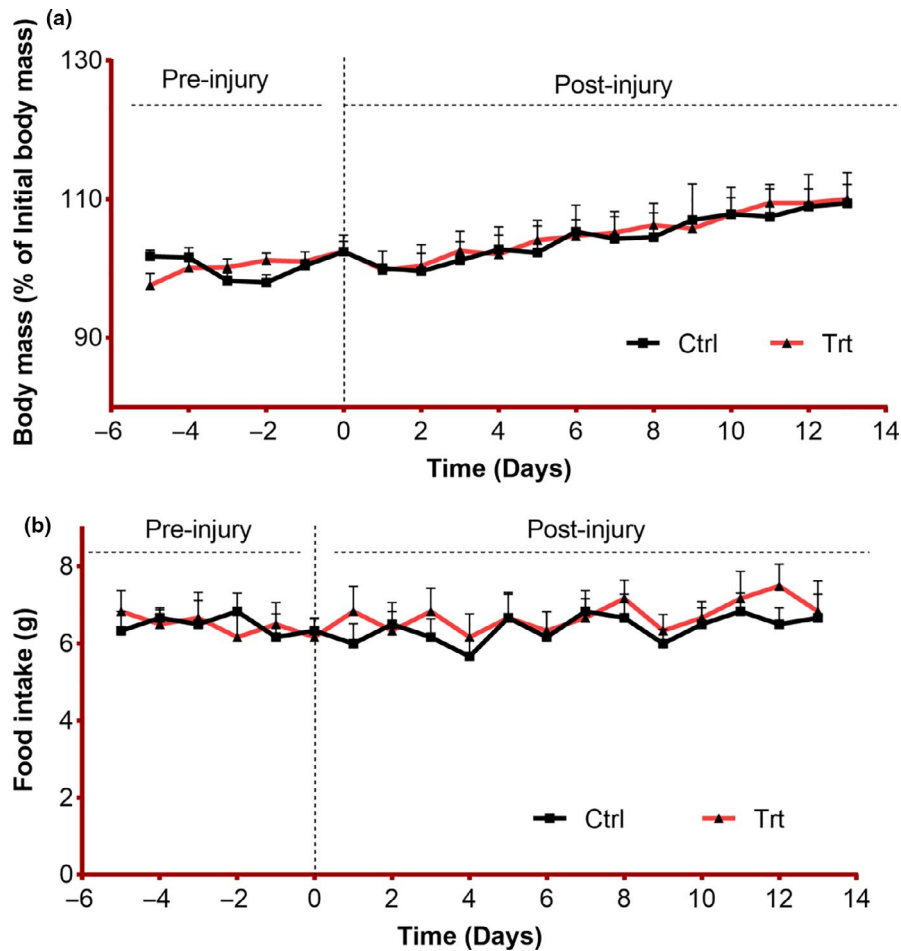 (a)
Body mass (% of Initial body mass)
130
110
90
Pre-injury
Post-injury
Ctrl
Trt
–6 –4 –2 0 2 4 6 8 10 12 14
Time (Days)
(b)
Food intake (g)
8
6
4
2
0
Pre-injury
Post-injury
Ctrl
Trt
–6 –4 –2 0 2 4 6 8 10 12 14
Time (Days)